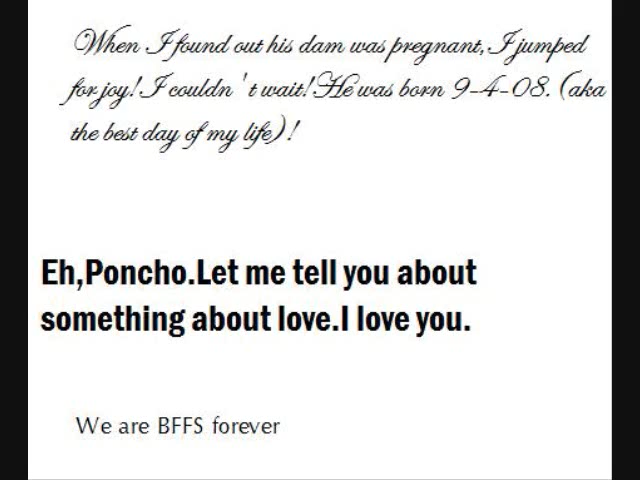 When I found out his dam was pregnant,I jumped
for joy!I couldn't wait!He was born 9-4-08. (aka
the best day of my life)!
Eh,Poncho.Let me tell you about
something about love.I love you.
We are BFFS forever